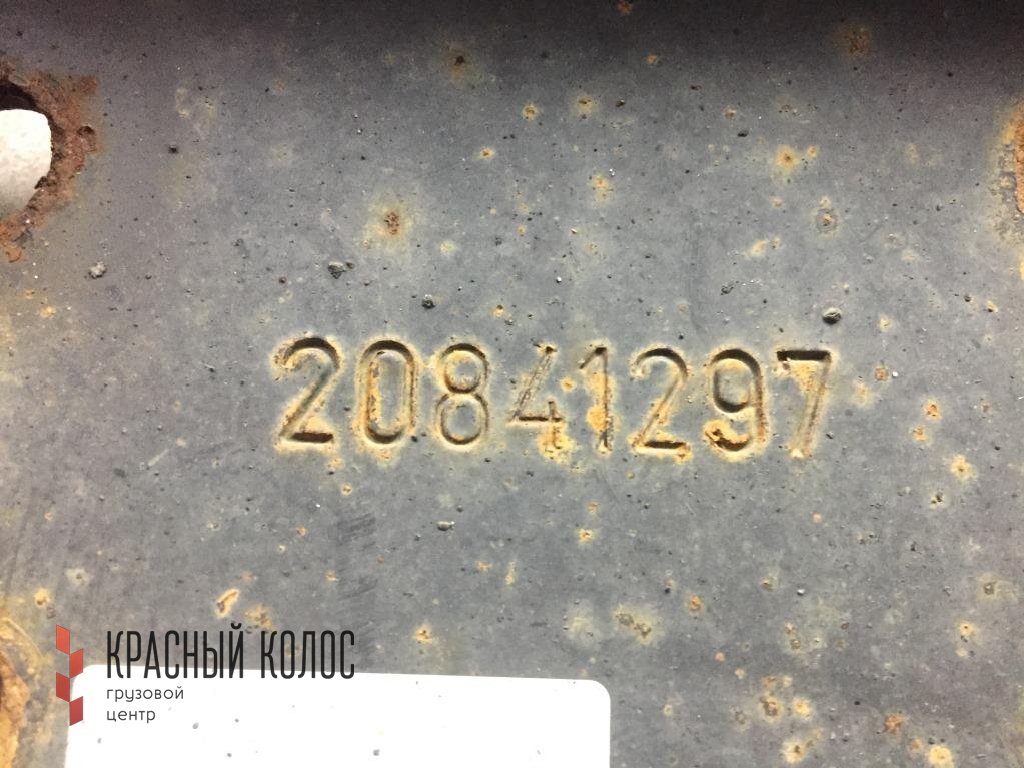 20841297
КРАСНЫЙ КОЛОС
грузовой
центр